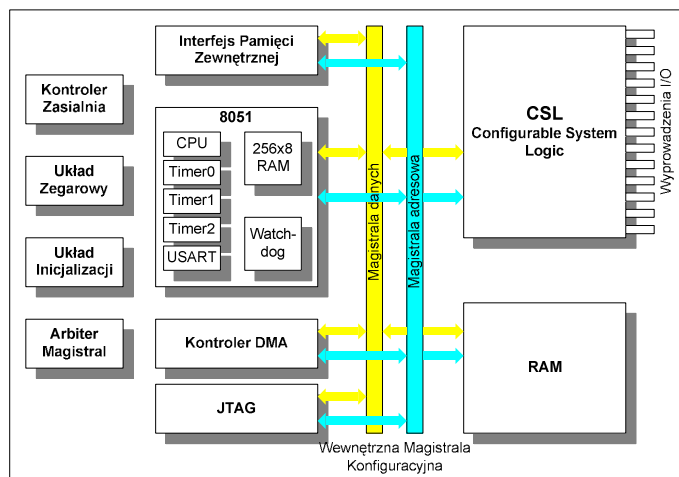 Interfejs Pamięci
Zewnętrznej
Kontroler
Zasialnia
Układ
Zegarowy
Układ
Inicjalizacji
Arbiter
Magistral
8051
CPU
Timer0
Timer1
Timer2
USART
256x8
RAM
Watch-
dog
Kontroler DMA
JTAG
Magistrala danych
Magistrala adresowa
Wewnętrzna Magistrala
Konfiguracyjna
CSL
Configurable System
Logic
Wyprowadzenia I/O
RAM